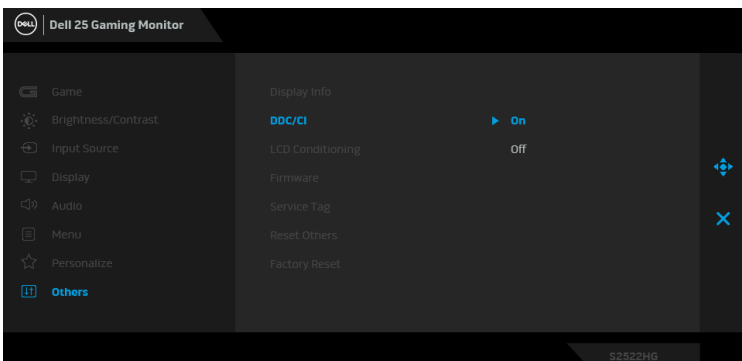 DELL Dell 25 Gaming Monitor
Game
Brightness/Contrast
Input Source
Display
Audio
Menu
Personalize
Others
Display Info
DDC/CI On
LCD Conditioning Off
Firmware
Service Tag
Reset Others
Factory Reset
S2522HG